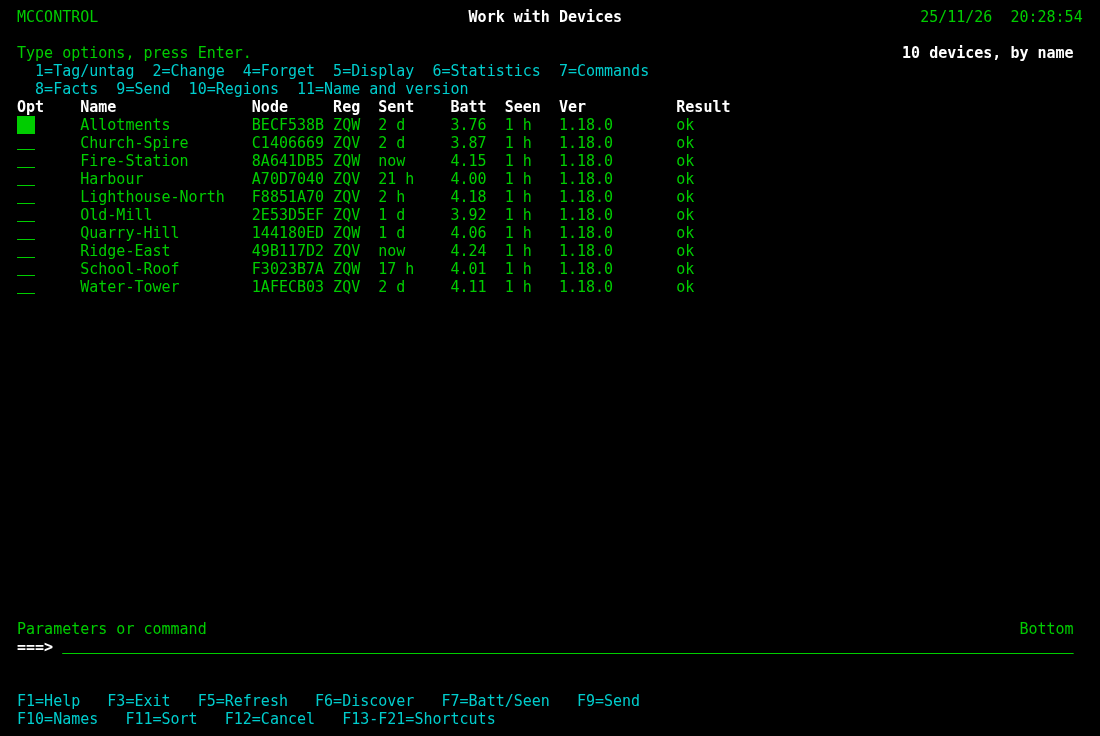 MCCONTROL                                         Work with Devices                                 25/11/26  20:28:54
Type options, press Enter.                                                                        10 devices, by name
  1=Tag/untag  2=Change  4=Forget  5=Display  6=Statistics  7=Commands
  8=Facts  9=Send  10=Regions  11=Name and version
Opt    Name               Node     Reg  Sent    Batt  Seen  Ver          Result
       Allotments         BECF538B ZQW  2 d     3.76  1 h   1.18.0       ok
__     Church-Spire       C1406669 ZQV  2 d     3.87  1 h   1.18.0       ok
__     Fire-Station       8A641DB5 ZQW  now     4.15  1 h   1.18.0       ok
__     Harbour            A70D7040 ZQV  21 h    4.00  1 h   1.18.0       ok
__     Lighthouse-North   F8851A70 ZQV  2 h     4.18  1 h   1.18.0       ok
__     Old-Mill           2E53D5EF ZQV  1 d     3.92  1 h   1.18.0       ok
__     Quarry-Hill        144180ED ZQW  1 d     4.06  1 h   1.18.0       ok
__     Ridge-East         49B117D2 ZQV  now     4.24  1 h   1.18.0       ok
__     School-Roof        F3023B7A ZQW  17 h    4.01  1 h   1.18.0       ok
__     Water-Tower        1AFECB03 ZQV  2 d     4.11  1 h   1.18.0       ok
Parameters or command                                                                                          Bottom
===> ________________________________________________________________________________________________________________
F1=Help   F3=Exit   F5=Refresh   F6=Discover   F7=Batt/Seen   F9=Send
F10=Names   F11=Sort   F12=Cancel   F13-F21=Shortcuts